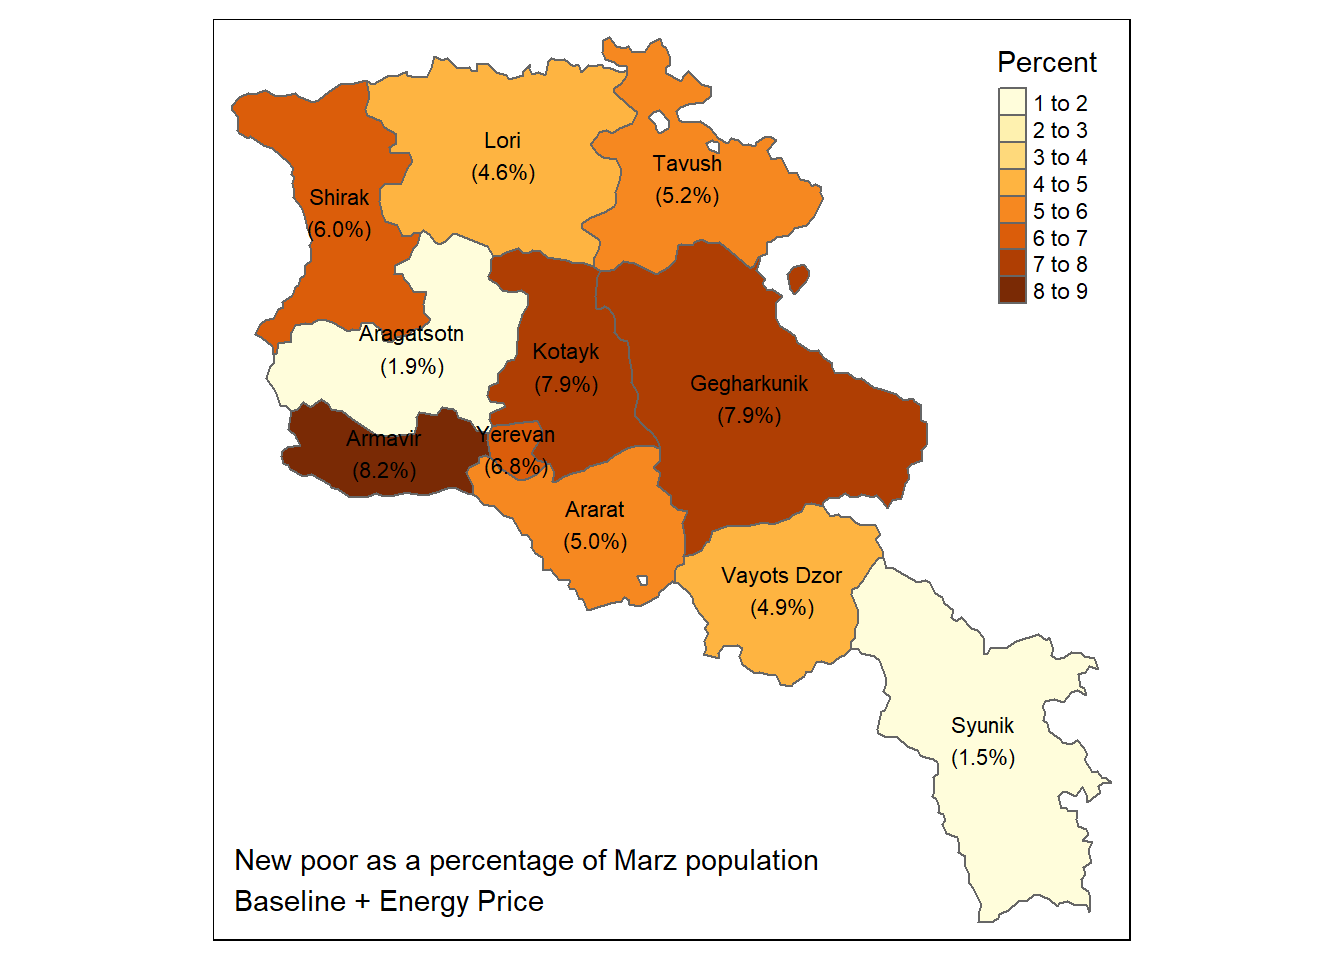 Percent
1 to 2
2 to 3
3 to 4
4 to 5
5 to 6
6 to 7
7 to 8
8 to 9
Lori
(4.6%)
Tavush
(5.2%)
Shirak
(6.0%)
Aragatsotn
(1.9%)
Kotayk
(7.9%)
Gegharkunik
(7.9%)
Armavir
(8.2%)
Yerevan
(6.8%)
Ararat
(5.0%)
Vayots Dzor
(4.9%)
Syunik
(1.5%)
New poor as a percentage of Marz population
Baseline + Energy Price